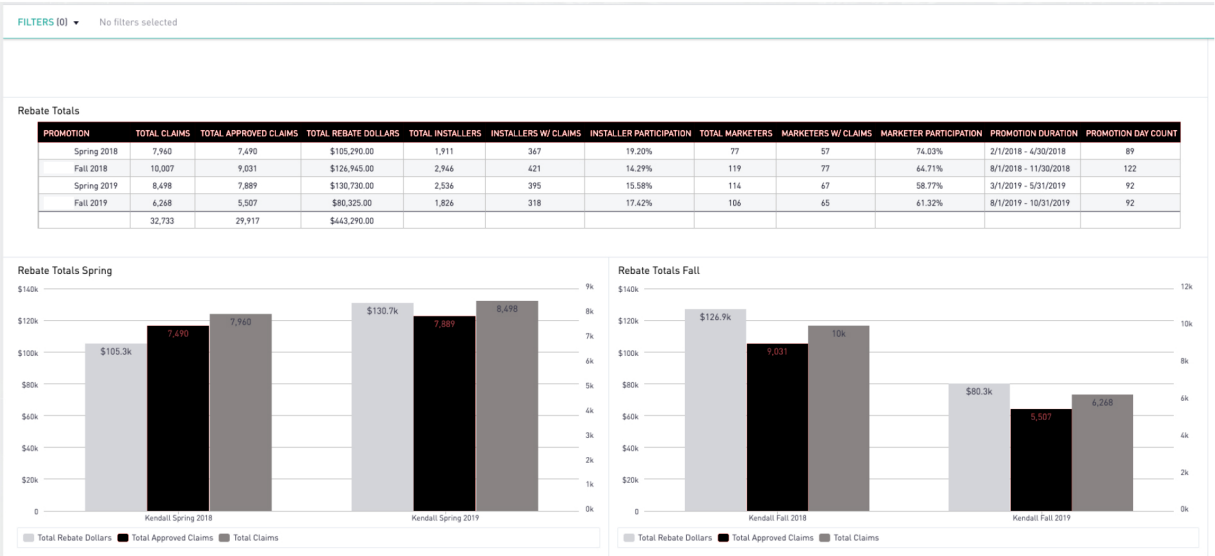 FILTERS (0) No filters selected
Rebate Totals
PROMOTION TOTAL CLAIMS TOTAL APPROVED CLAIMS TOTAL REBATE DOLLARS TOTAL INSTALLERS INSTALLERS W/ CLAIMS INSTALLER PARTICIPATION TOTAL MARKETERS MARKETERS W/ CLAIMS MARKETER PARTICIPATION PROMOTION DURATION PROMOTION DAY COUNT
Spring 2018 7,960 7,490 $105,290.00 1,911 367 19.20% 77 57 74.03% 2/1/2018 - 4/30/2018 89
Fall 2018 10,007 9,031 $126,945.00 2,946 421 14.29% 119 77 64.71% 8/1/2018 - 11/30/2018 122
Spring 2019 8,498 7,889 $130,730.00 2,536 395 15.58% 114 67 58.77% 3/1/2019 - 5/31/2019 92
Fall 2019 6,268 5,507 $80,325.00 1,826 318 17.42% 106 65 61.32% 8/1/2019 - 10/31/2019 92
32,733 29,917 $443,290.00
Rebate Totals Spring
$140k
$120k
$100k
$80k
$60k
$40k
$20k
0
$105.3k
7,490
7,960
$130.7k
7,889
8,498
9k
8k
7k
6k
5k
4k
3k
2k
1k
0k
Kendall Spring 2018 Kendall Spring 2019
Total Rebate Dollars Total Approved Claims Total Claims
Rebate Totals Fall
$140k
$120k
$100k
$80k
$60k
$40k
$20k
0
$126.9k
9,031
10k
$80.3k
5,507
6,268
12k
10k
8k
6k
4k
2k
0k
Kendall Fall 2018 Kendall Fall 2019
Total Rebate Dollars Total Approved Claims Total Claims